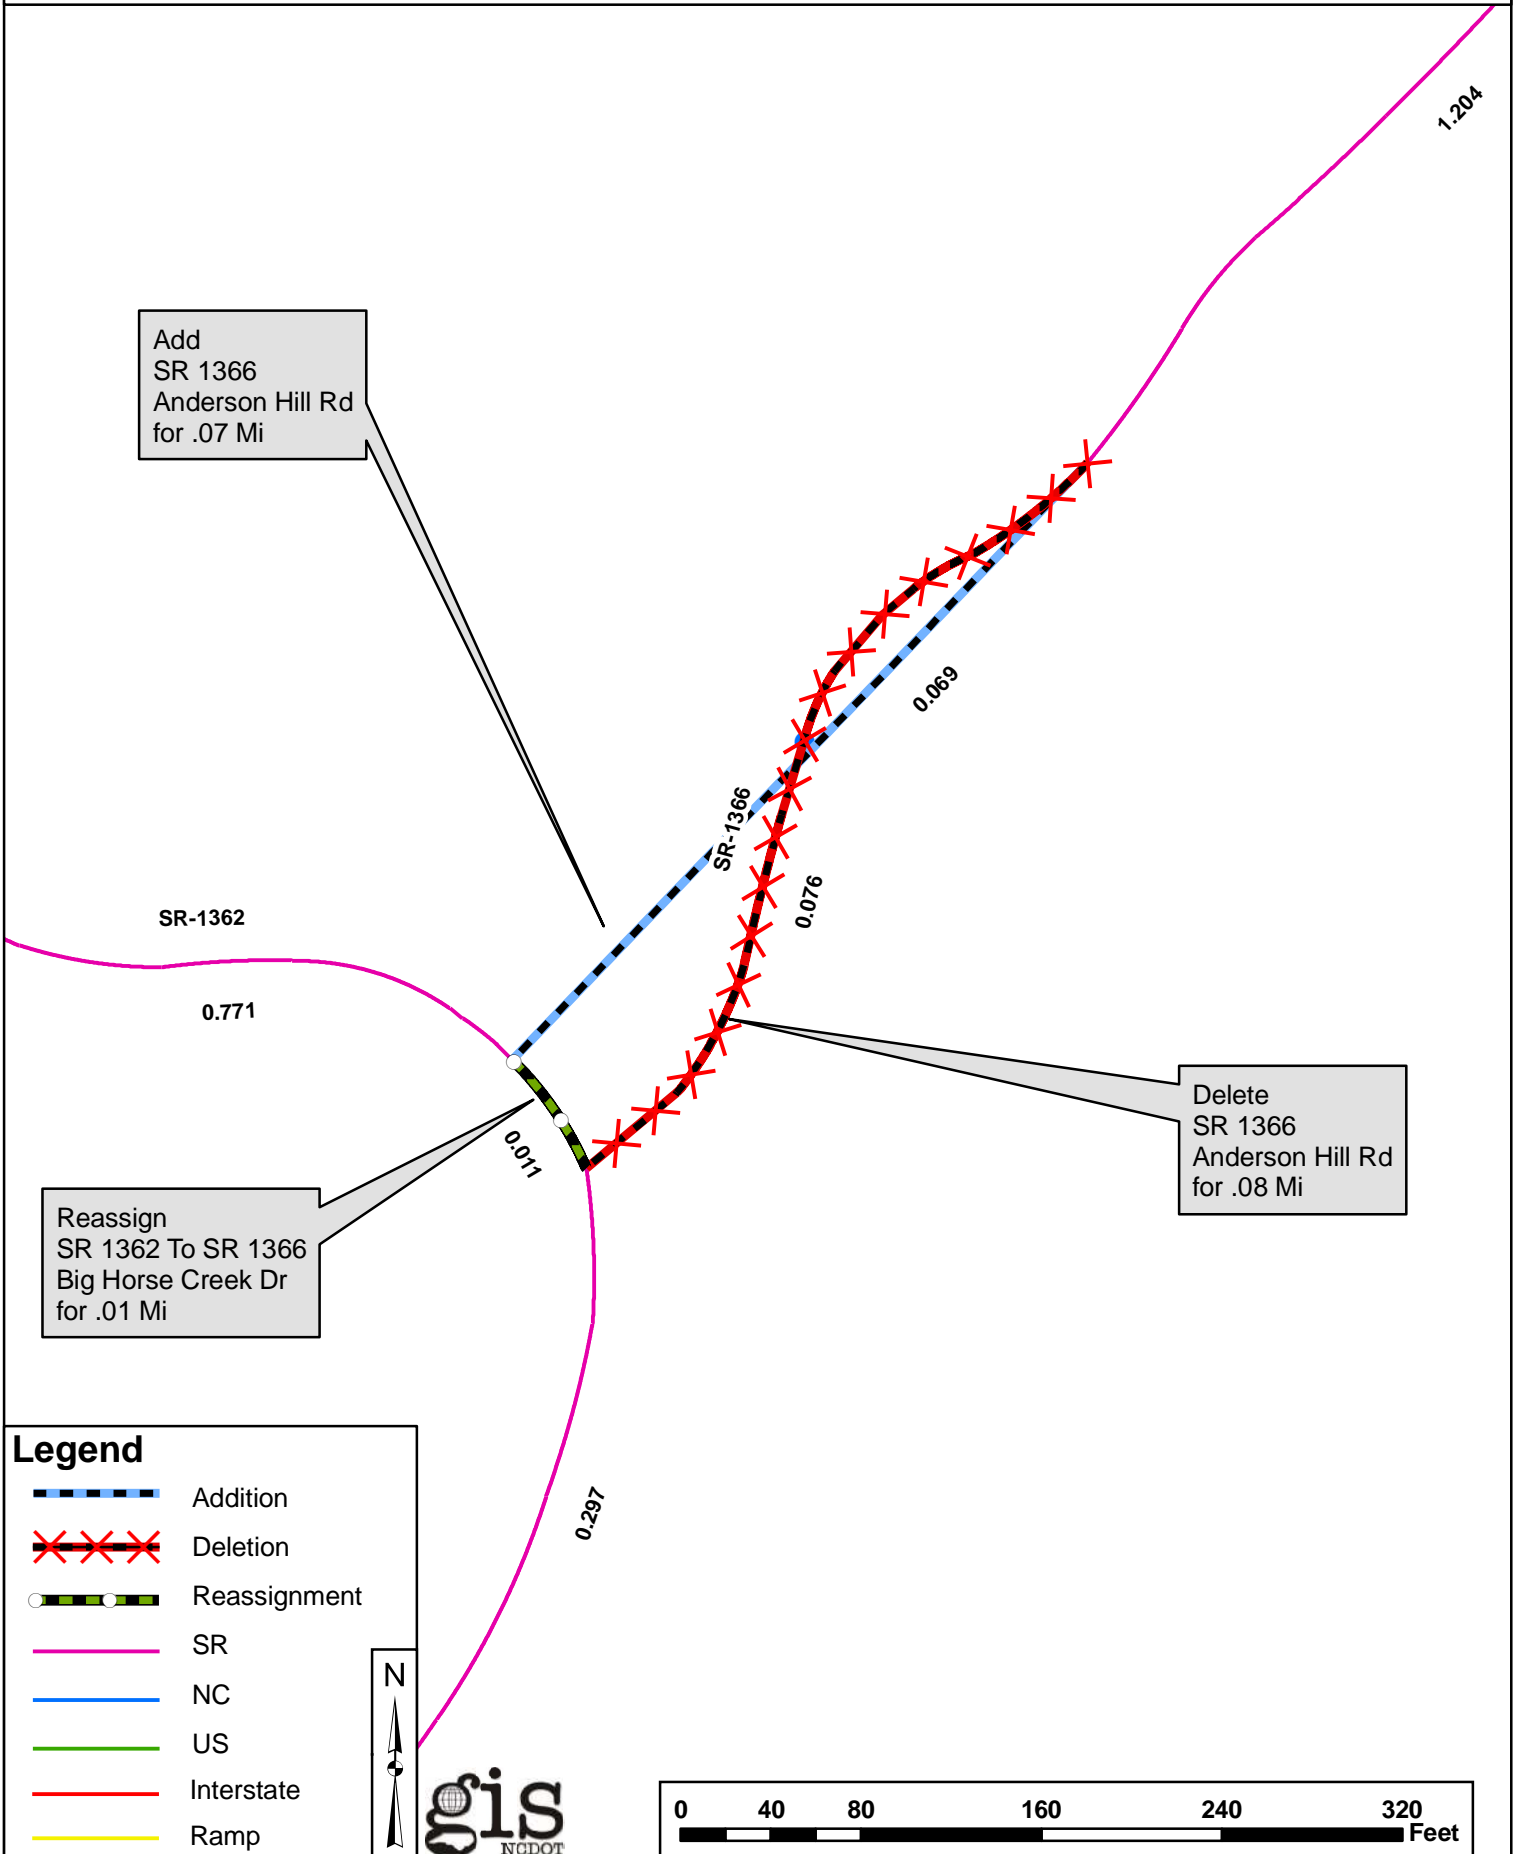 1.204
Add
SR 1366
Anderson Hill Rd
for .07 Mi
0.069
SR-1366
0.076
SR-1362
0.771
0.011
Delete
SR 1366
Anderson Hill Rd
for .08 Mi
Reassign
SR 1362 To SR 1366
Big Horse Creek Dr
for .01 Mi
0.297
Legend
Addition
Deletion
Reassignment
SR
NC
US
Interstate
Ramp
N
gis
NCDOT
0 40 80 160 240 320
Feet